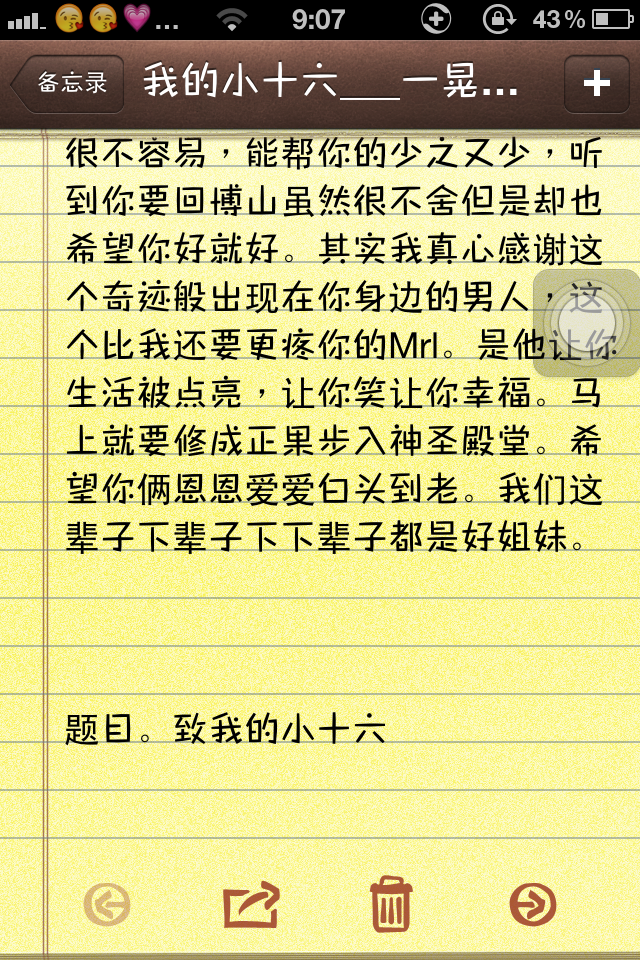 9:07
43%
备忘录
我的小十六___一晃...
很不容易，能帮你的少之又少，听
到你要回博山虽然很不舍但是却也
希望你好就好。其实我真心感谢这
个奇迹般出现在你身边的男人，这
个比我还要更疼你的Mrl。是他让你
生活被点亮，让你笑让你幸福。马
上就要修成正果步入神圣殿堂。希
望你俩恩恩爱爱白头到老。我们这
辈子下辈子下下辈子都是好姐妹。
题目。致我的小十六